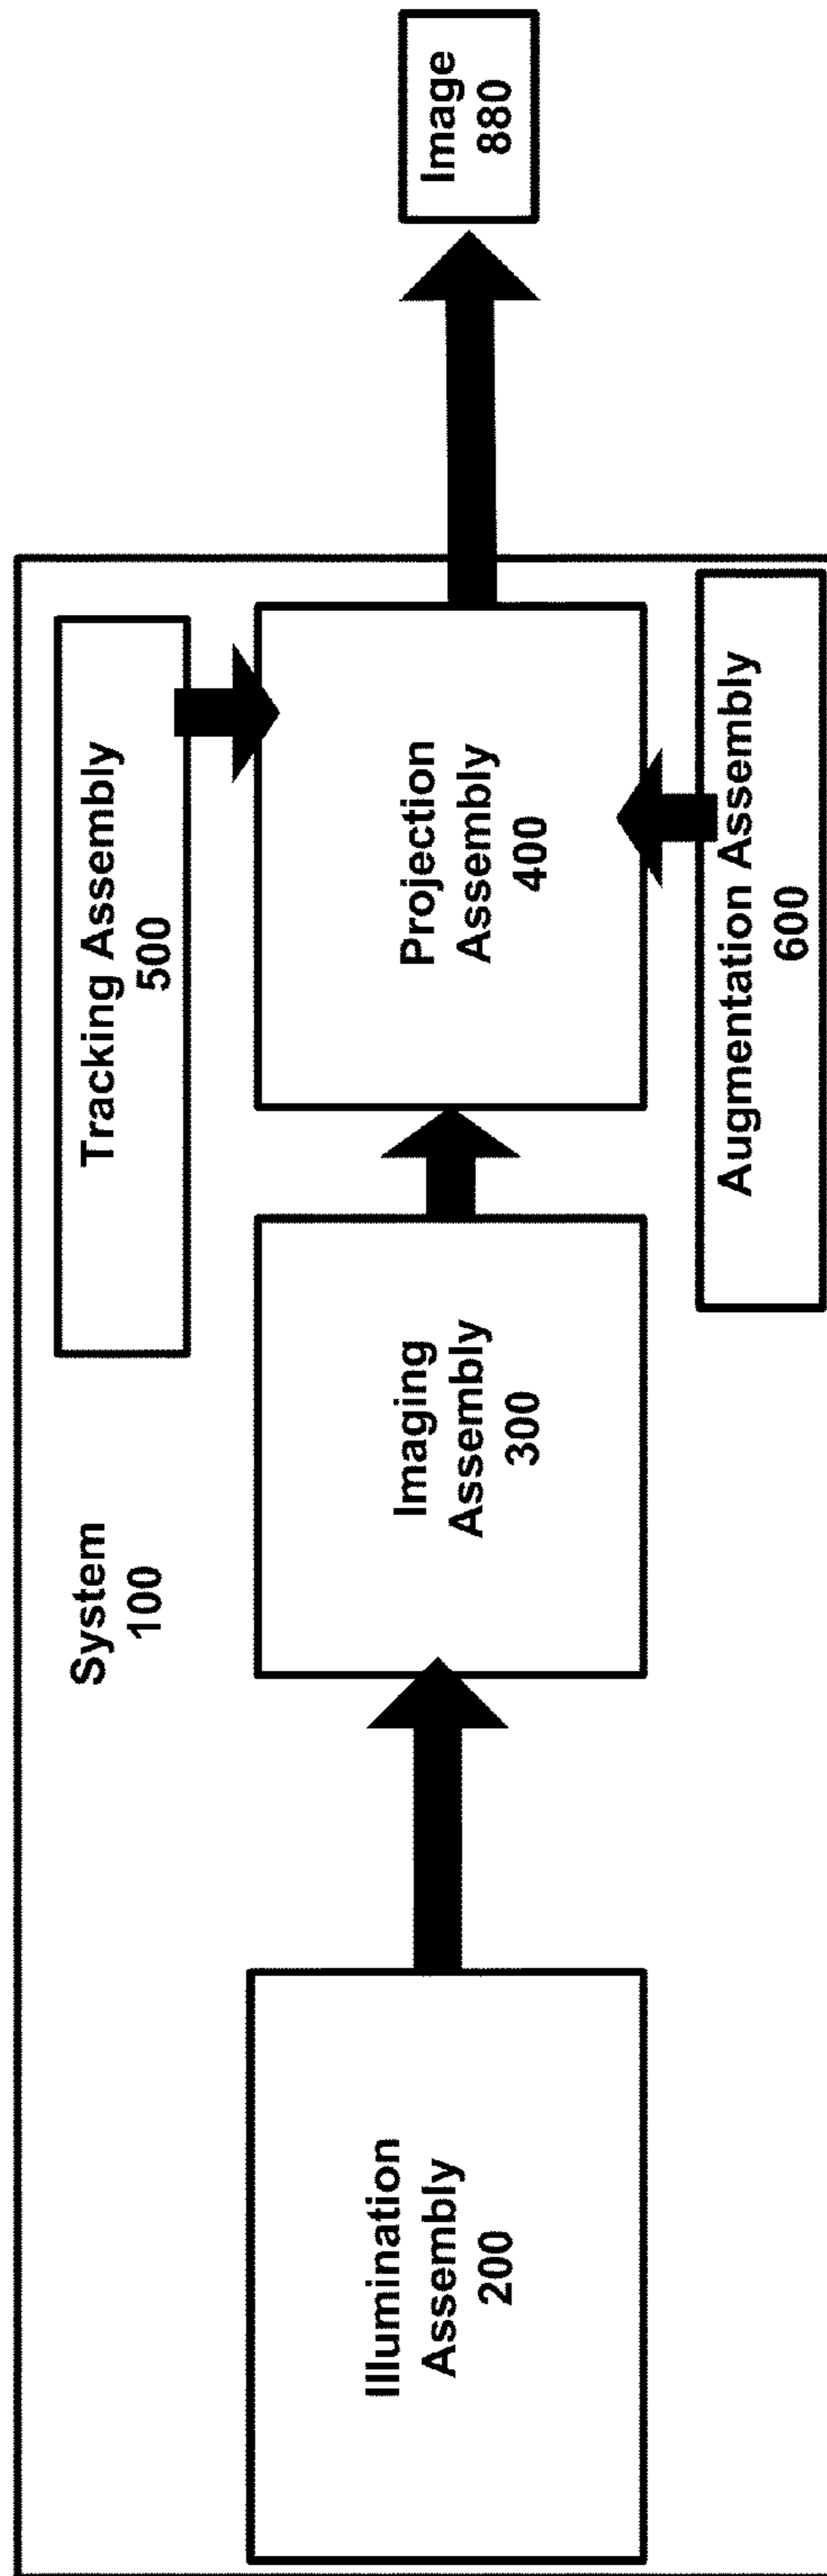 System
100
Tracking Assembly
500
Illumination
Assembly
200
Imaging
Assembly
300
Projection
Assembly
400
Image
880
Augmentation Assembly
600